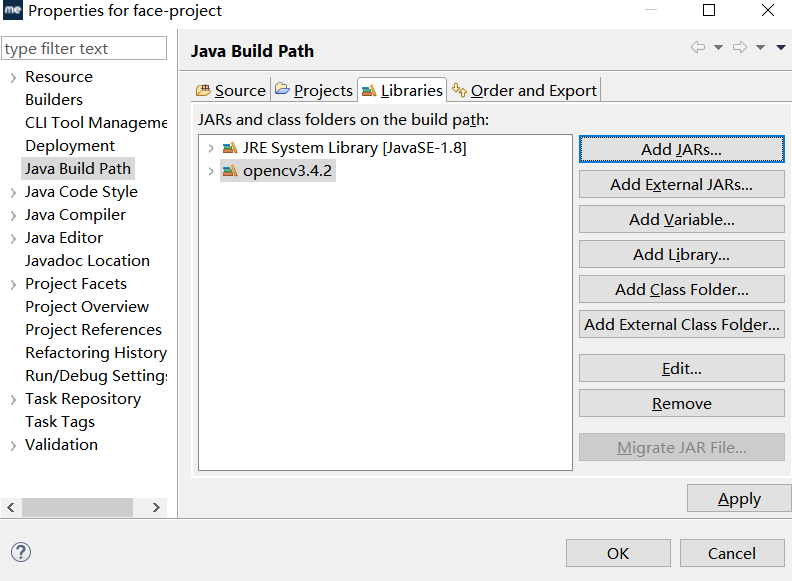 me Properties for face-project
type filter text
Resource
Builders
CLI Tool Manageme
Deployment
Java Build Path
Java Code Style
Java Compiler
Java Editor
Javadoc Location
Project Facets
Project Overview
Project References
Refactoring History
Run/Debug Settings
Task Repository
Task Tags
Validation
Java Build Path
Source Projects Libraries Order and Export
JARs and class folders on the build path:
JRE System Library [JavaSE-1.8]
opencv3.4.2
Add JARs...
Add External JARs...
Add Variable...
Add Library...
Add Class Folder...
Add External Class Folder...
Edit...
Remove
Migrate JAR File...
Apply
?
OK Cancel